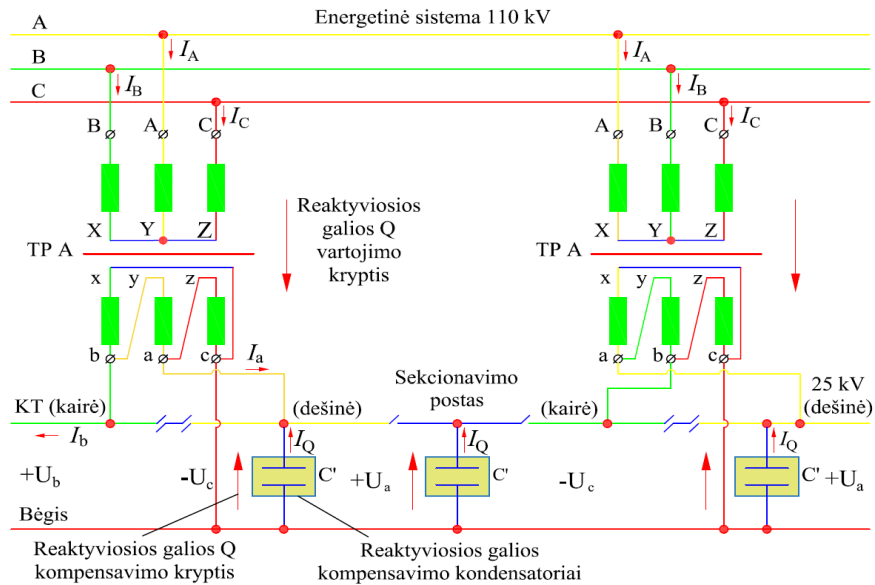 A
Energetinė sistema 110 kV
I_A
I_A
B
I_B
I_B
C
B
A
C
I_C
A
B
C
I_C
X
Y
Z
Reaktyviosios
galios Q
vartojimo
kryptis
X
Y
Z
TP A
TP A
x
y
z
x
y
z
b
a
c
I_a
a
b
c
Sekcionavimo
postas
25 kV
KT (kairė)
(dešinė)
(kairė)
(dešinė)
I_b
I_Q
I_Q
I_Q
+U_b
-U_c
C'
+U_a
C'
-U_c
C'
+U_a
Bėgis
Reaktyviosios galios Q
kompensavimo kryptis
Reaktyviosios galios
kompensavimo kondensatoriai